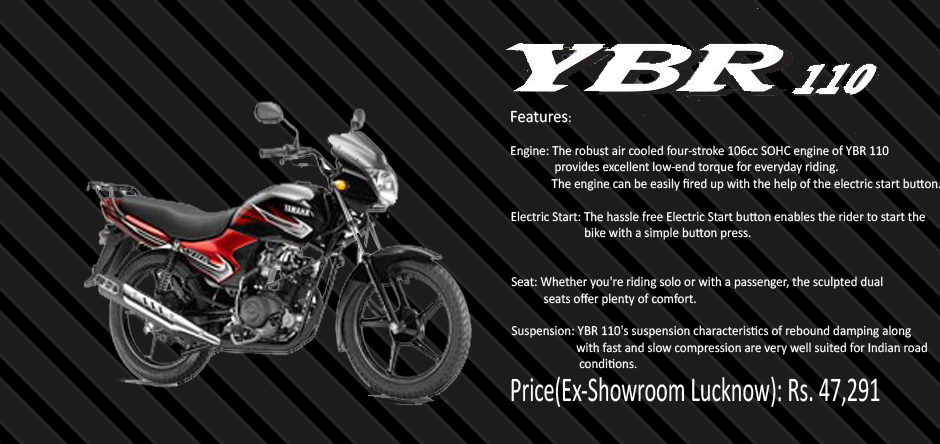 YBR 110
Features:
Engine: The robust air cooled four-stroke 106cc SOHC engine of YBR 110
provides excellent low-end torque for everyday riding.
The engine can be easily fired up with the help of the electric start button.
Electric Start: The hassle free Electric Start button enables the rider to start the
bike with a simple button press.
Seat: Whether you're riding solo or with a passenger, the sculpted dual
seats offer plenty of comfort.
Suspension: YBR 110's suspension characteristics of rebound damping along
with fast and slow compression are very well suited for Indian road
conditions.
Price(Ex-Showroom Lucknow): Rs. 47,291
YAMAHA